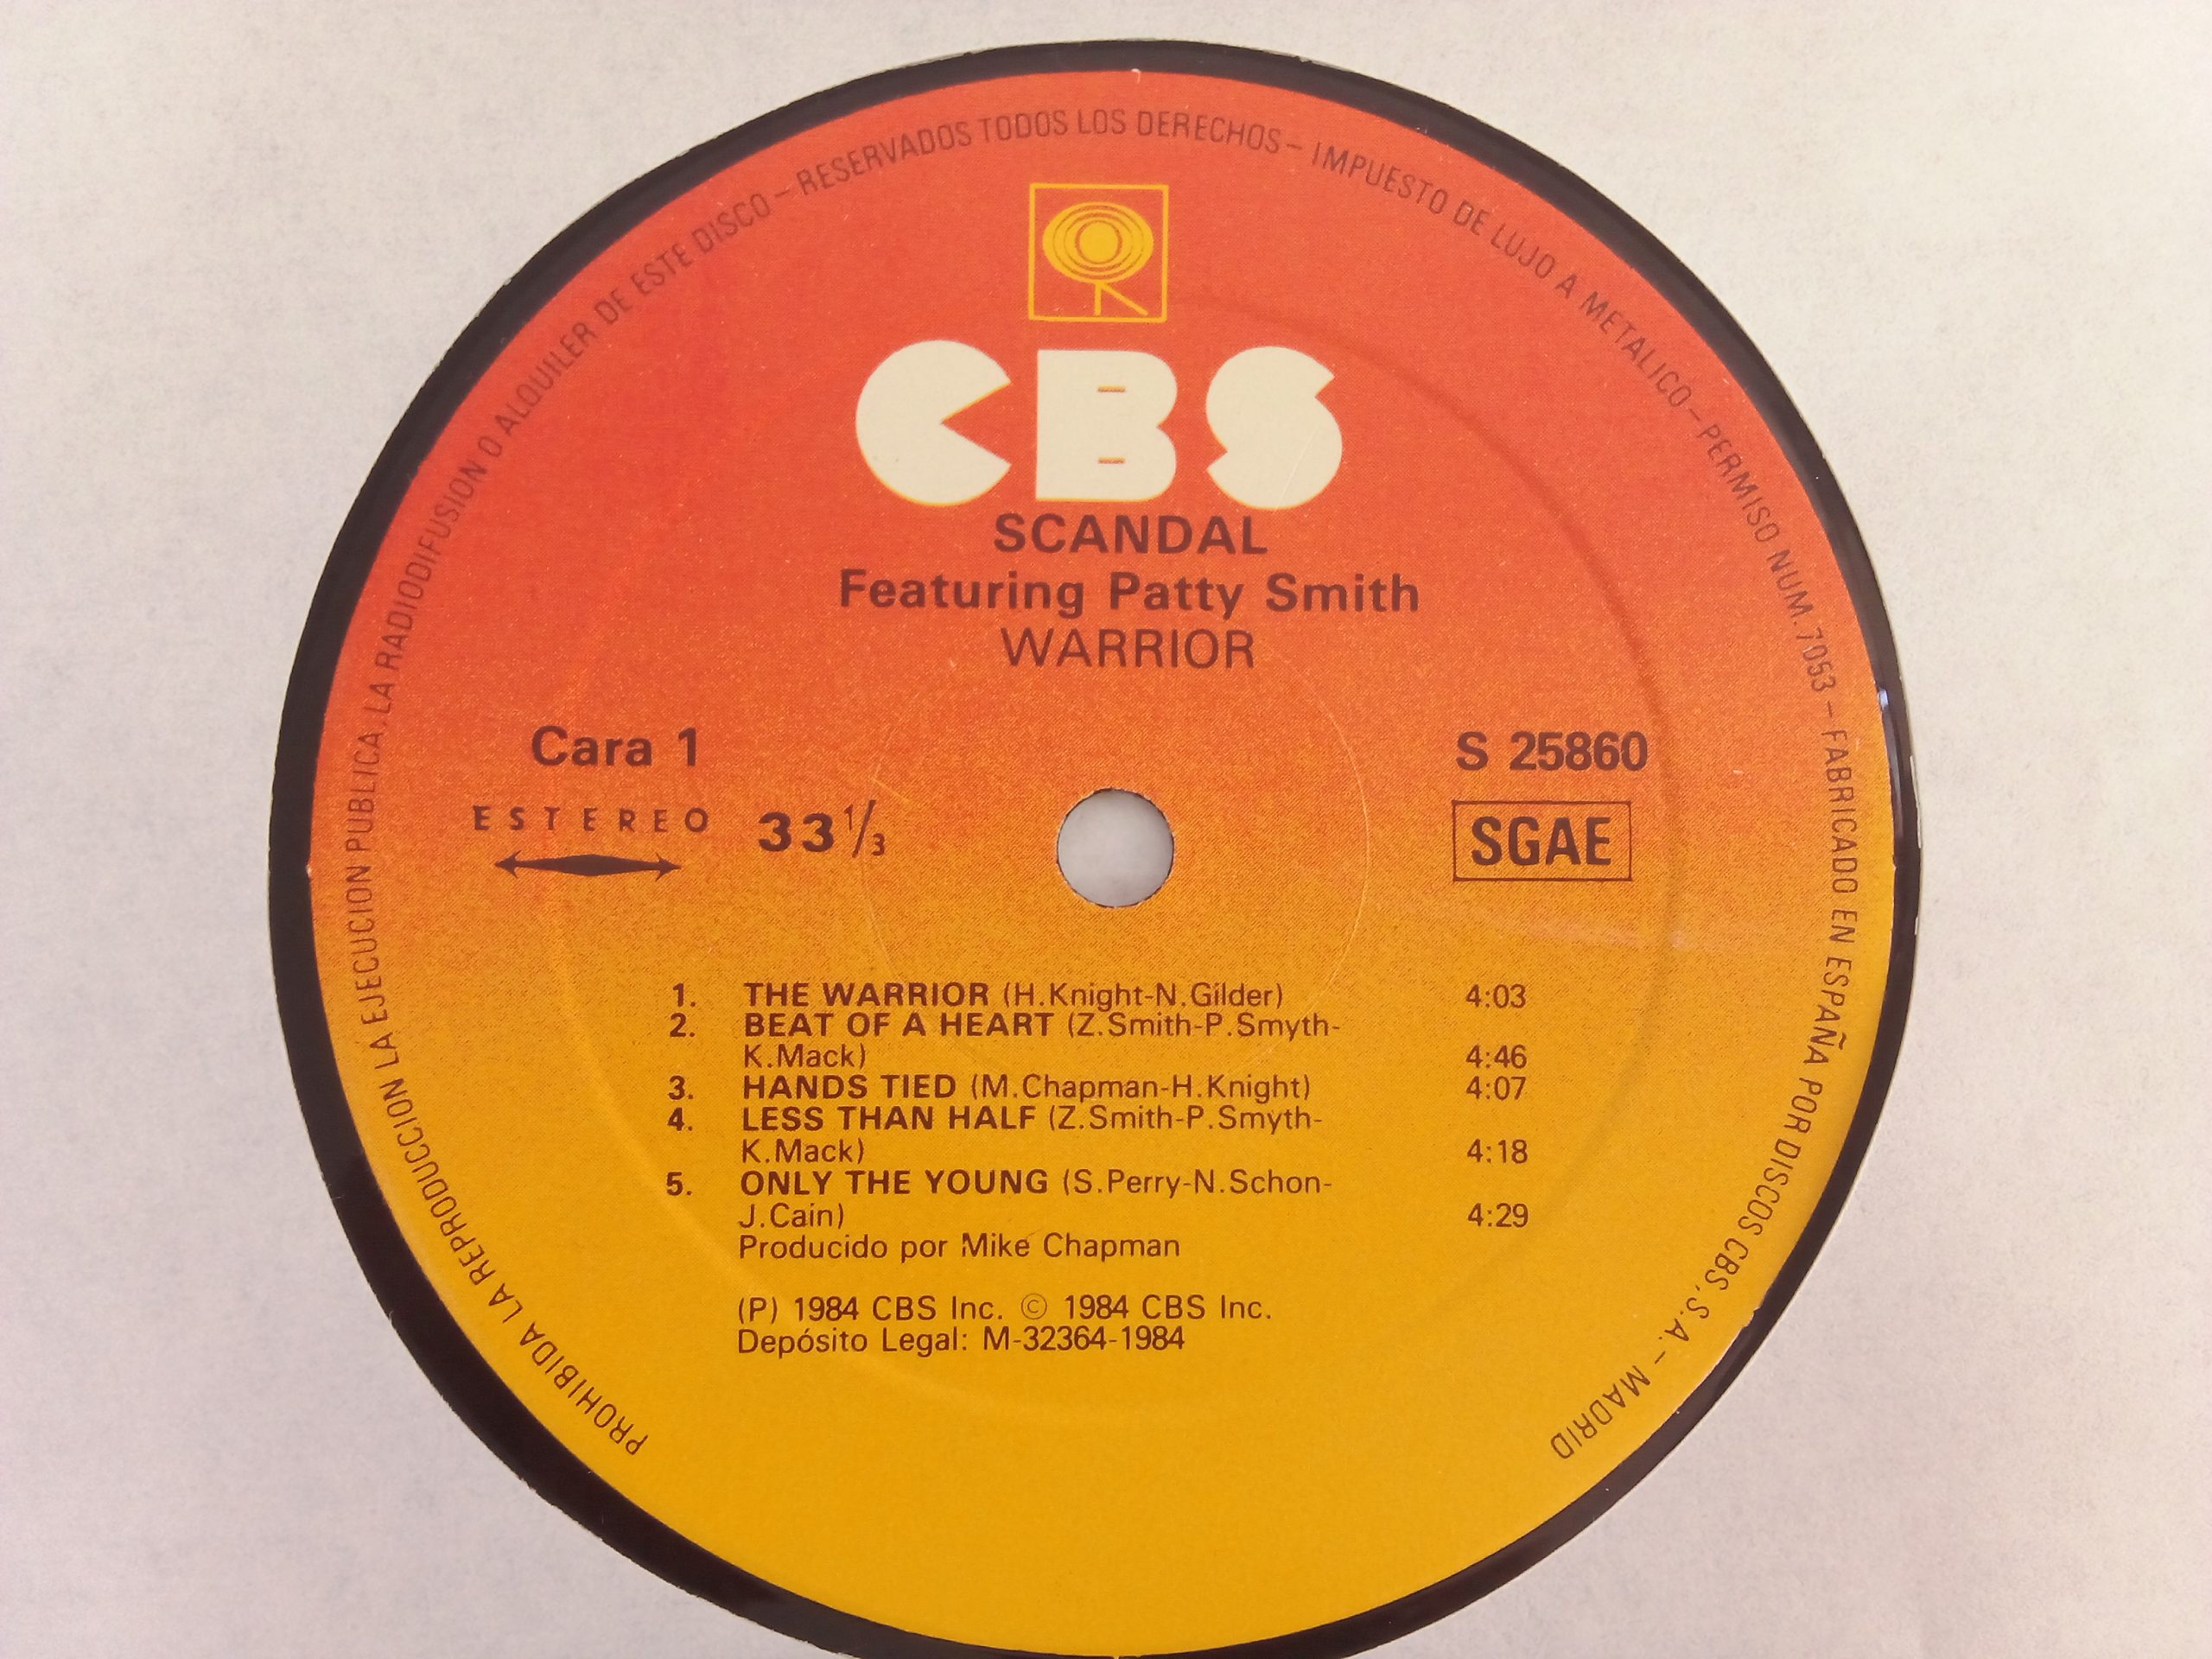 PROHIBIDA LA REPRODUCCION LA EJECUCION PUBLICA, LA RADIODIFUSION O ALQUILER DE ESTE DISCO – RESERVADOS TODOS LOS DERECHOS – IMPUESTO DE LUJO A METALICO – PERMISO NUM. 7053 – FABRICADO EN ESPAÑA POR DISCOS CBS, S.A. – MADRID
CBS
SCANDAL
Featuring Patty Smith
WARRIOR
Cara 1
S 25860
ESTEREO 33 1/3
SGAE
1. THE WARRIOR (H.Knight-N.Gilder) 4:03
2. BEAT OF A HEART (Z.Smith-P.Smyth-
K.Mack) 4:46
3. HANDS TIED (M.Chapman-H.Knight) 4:07
4. LESS THAN HALF (Z.Smith-P.Smyth-
K.Mack) 4:18
5. ONLY THE YOUNG (S.Perry-N.Schon-
J.Cain) 4:29
Producido por Mike Chapman
(P) 1984 CBS Inc. © 1984 CBS Inc.
Depósito Legal: M-32364-1984